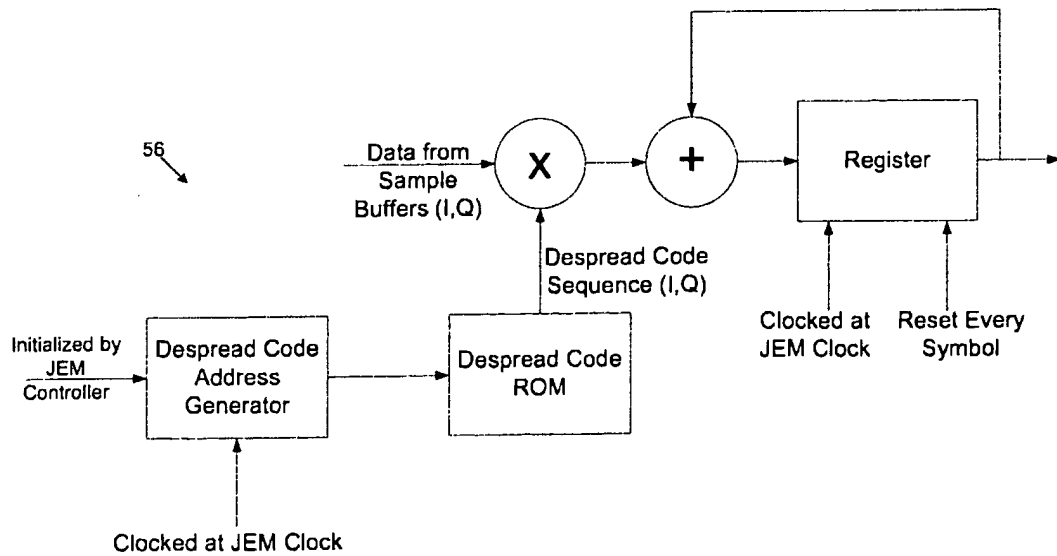 56
Data from
Sample
Buffers (I,Q)
X
+
Register
Despread Code
Sequence (I,Q)
Clocked at
JEM Clock
Reset Every
Symbol
Initialized by
JEM
Controller
Despread Code
Address
Generator
Despread Code
ROM
Clocked at JEM Clock